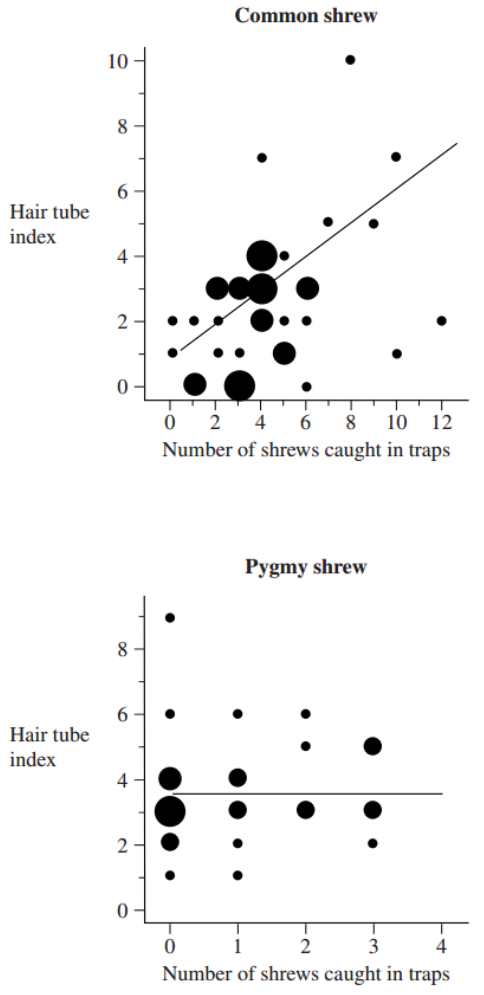 Common shrew
10
8
6
4
2
0
Hair tube
index
0 2 4 6 8 10 12
Number of shrews caught in traps
Pygmy shrew
8
6
4
2
0
Hair tube
index
0 1 2 3 4
Number of shrews caught in traps